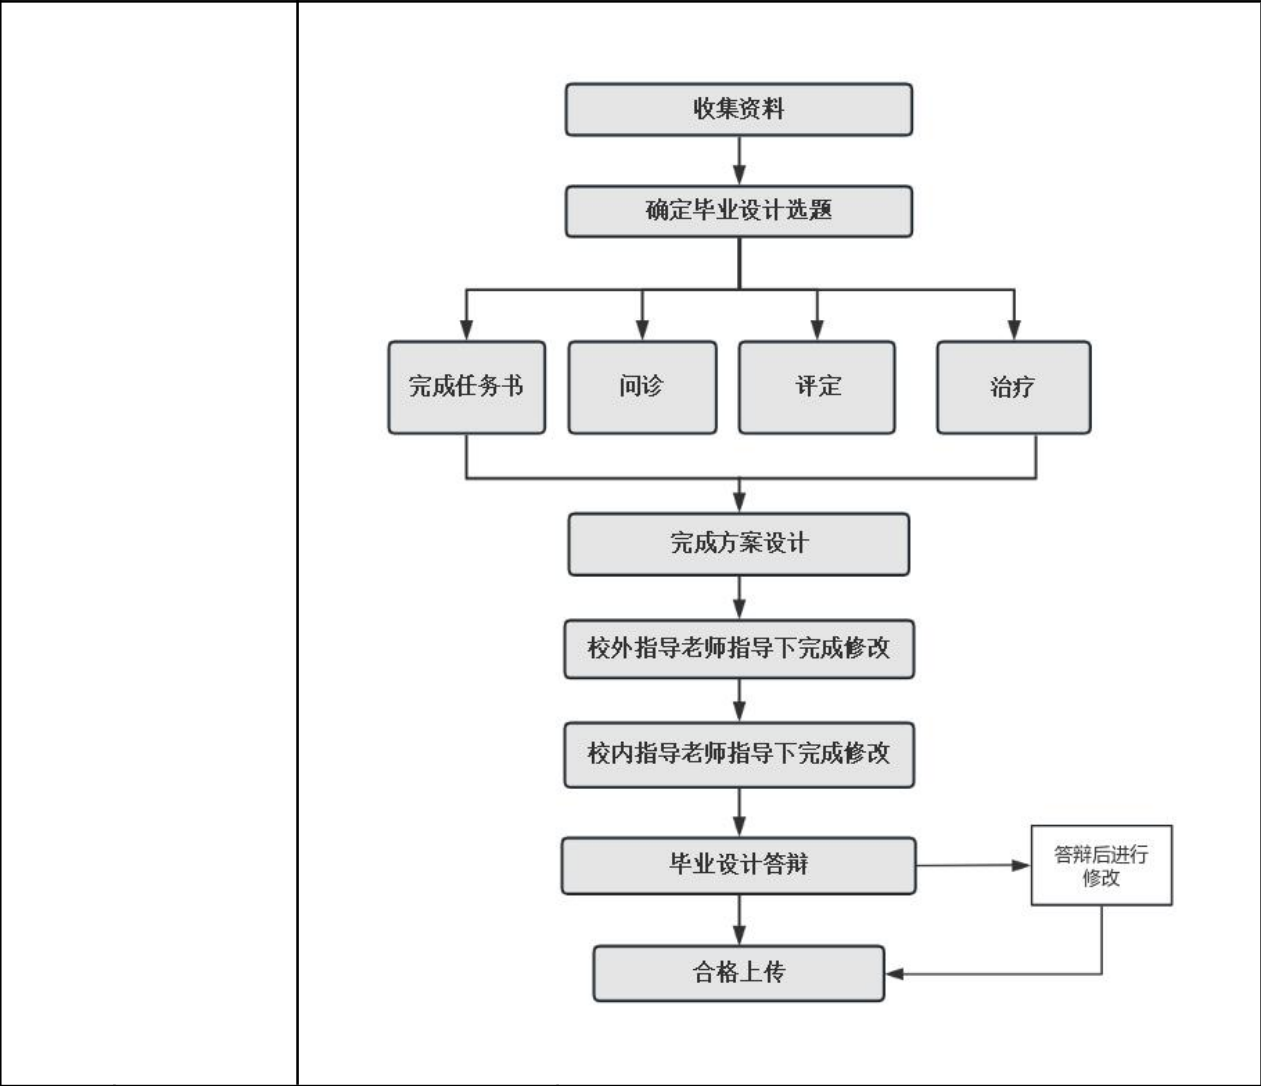 收集资料
确定毕业设计选题
完成任务书
问诊
评定
治疗
完成方案设计
校外指导老师指导下完成修改
校内指导老师指导下完成修改
毕业设计答辩
答辩后进行
修改
合格上传